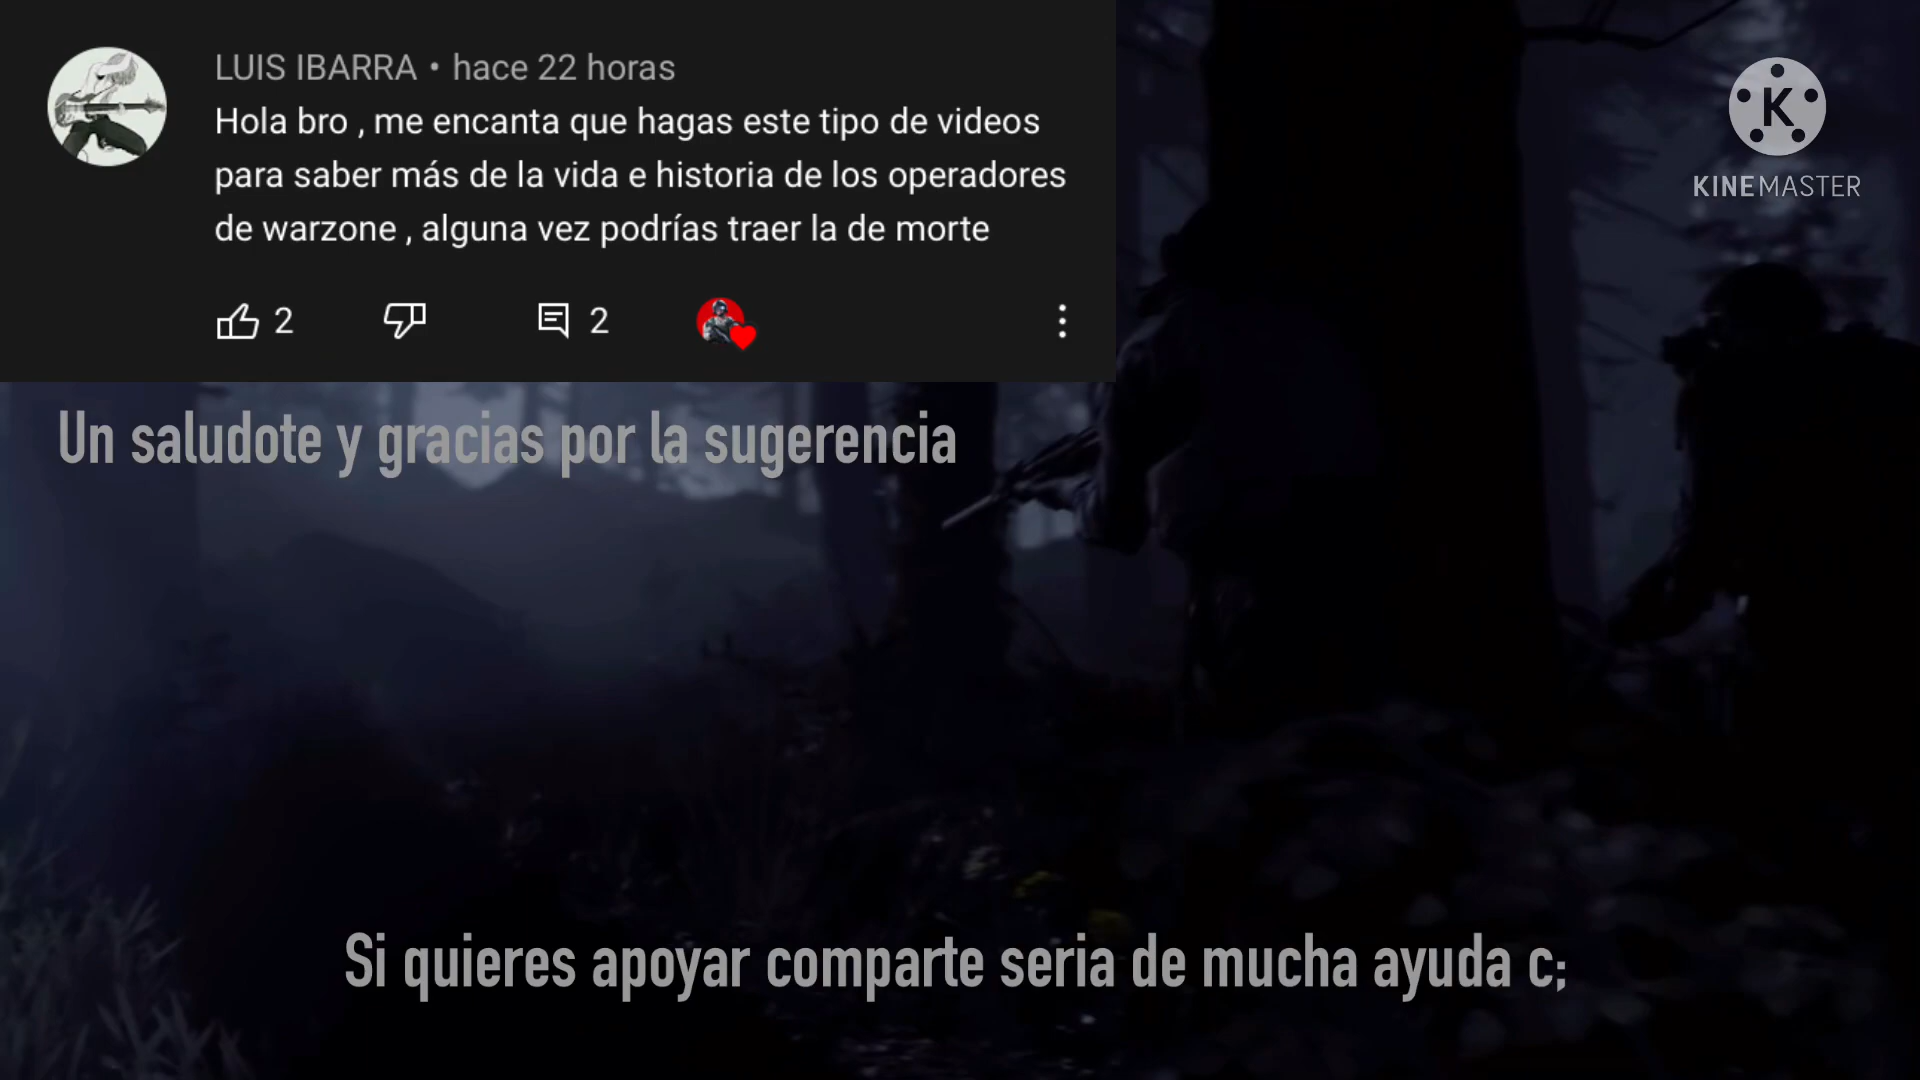 LUIS IBARRA • hace 22 horas
Hola bro , me encanta que hagas este tipo de videos
para saber más de la vida e historia de los operadores
de warzone , alguna vez podrías traer la de morte
2
2
K
KINEMASTER
Un saludote y gracias por la sugerencia
Si quieres apoyar comparte seria de mucha ayuda c;